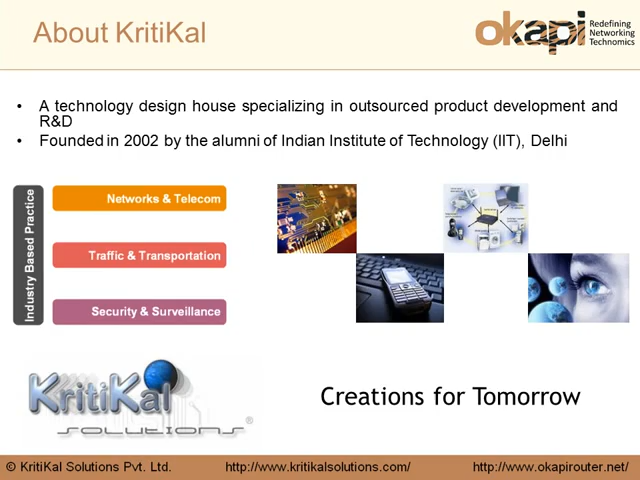 About KritiKal
okapi
Redefining
Networking
Technomics
• A technology design house specializing in outsourced product development and
R&D
• Founded in 2002 by the alumni of Indian Institute of Technology (IIT), Delhi
Industry Based Practice
Networks & Telecom
Traffic & Transportation
Security & Surveillance
KritiKal
SOLUTIONS®
Creations for Tomorrow
© KritiKal Solutions Pvt. Ltd. http://www.kritikalsolutions.com/ http://www.okapirouter.net/